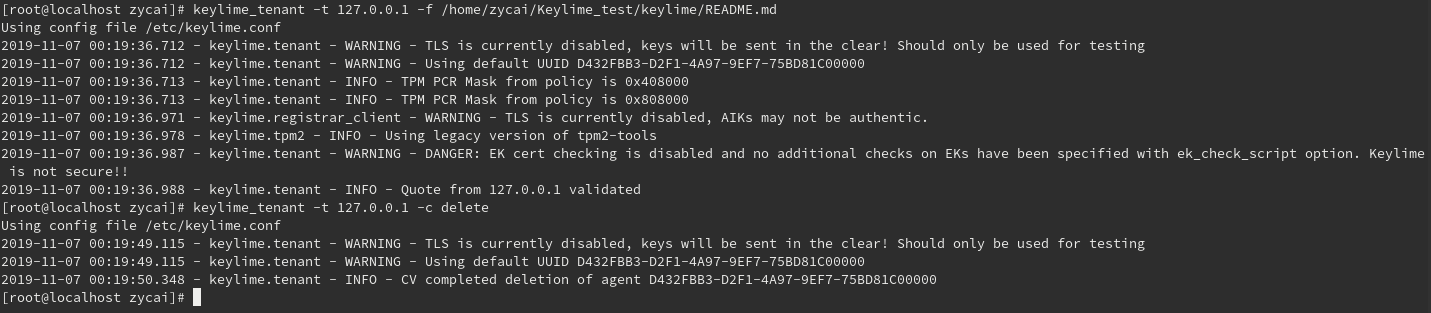 [root@localhost zycai]# keylime_tenant -t 127.0.0.1 -f /home/zycai/Keylime_test/keylime/README.md
Using config file /etc/keylime.conf
2019-11-07 00:19:36.712 - keylime.tenant - WARNING - TLS is currently disabled, keys will be sent in the clear! Should only be used for testing
2019-11-07 00:19:36.712 - keylime.tenant - WARNING - Using default UUID D432FBB3-D2F1-4A97-9EF7-75BD81C00000
2019-11-07 00:19:36.713 - keylime.tenant - INFO - TPM PCR Mask from policy is 0x408000
2019-11-07 00:19:36.713 - keylime.tenant - INFO - TPM PCR Mask from policy is 0x808000
2019-11-07 00:19:36.971 - keylime.registrar_client - WARNING - TLS is currently disabled, AIKs may not be authentic.
2019-11-07 00:19:36.978 - keylime.tpm2 - INFO - Using legacy version of tpm2-tools
2019-11-07 00:19:36.987 - keylime.tenant - WARNING - DANGER: EK cert checking is disabled and no additional checks on EKs have been specified with ek_check_script option. Keylime
 is not secure!!
2019-11-07 00:19:36.988 - keylime.tenant - INFO - Quote from 127.0.0.1 validated
[root@localhost zycai]# keylime_tenant -t 127.0.0.1 -c delete
Using config file /etc/keylime.conf
2019-11-07 00:19:49.115 - keylime.tenant - WARNING - TLS is currently disabled, keys will be sent in the clear! Should only be used for testing
2019-11-07 00:19:49.115 - keylime.tenant - WARNING - Using default UUID D432FBB3-D2F1-4A97-9EF7-75BD81C00000
2019-11-07 00:19:50.348 - keylime.tenant - INFO - CV completed deletion of agent D432FBB3-D2F1-4A97-9EF7-75BD81C00000
[root@localhost zycai]#